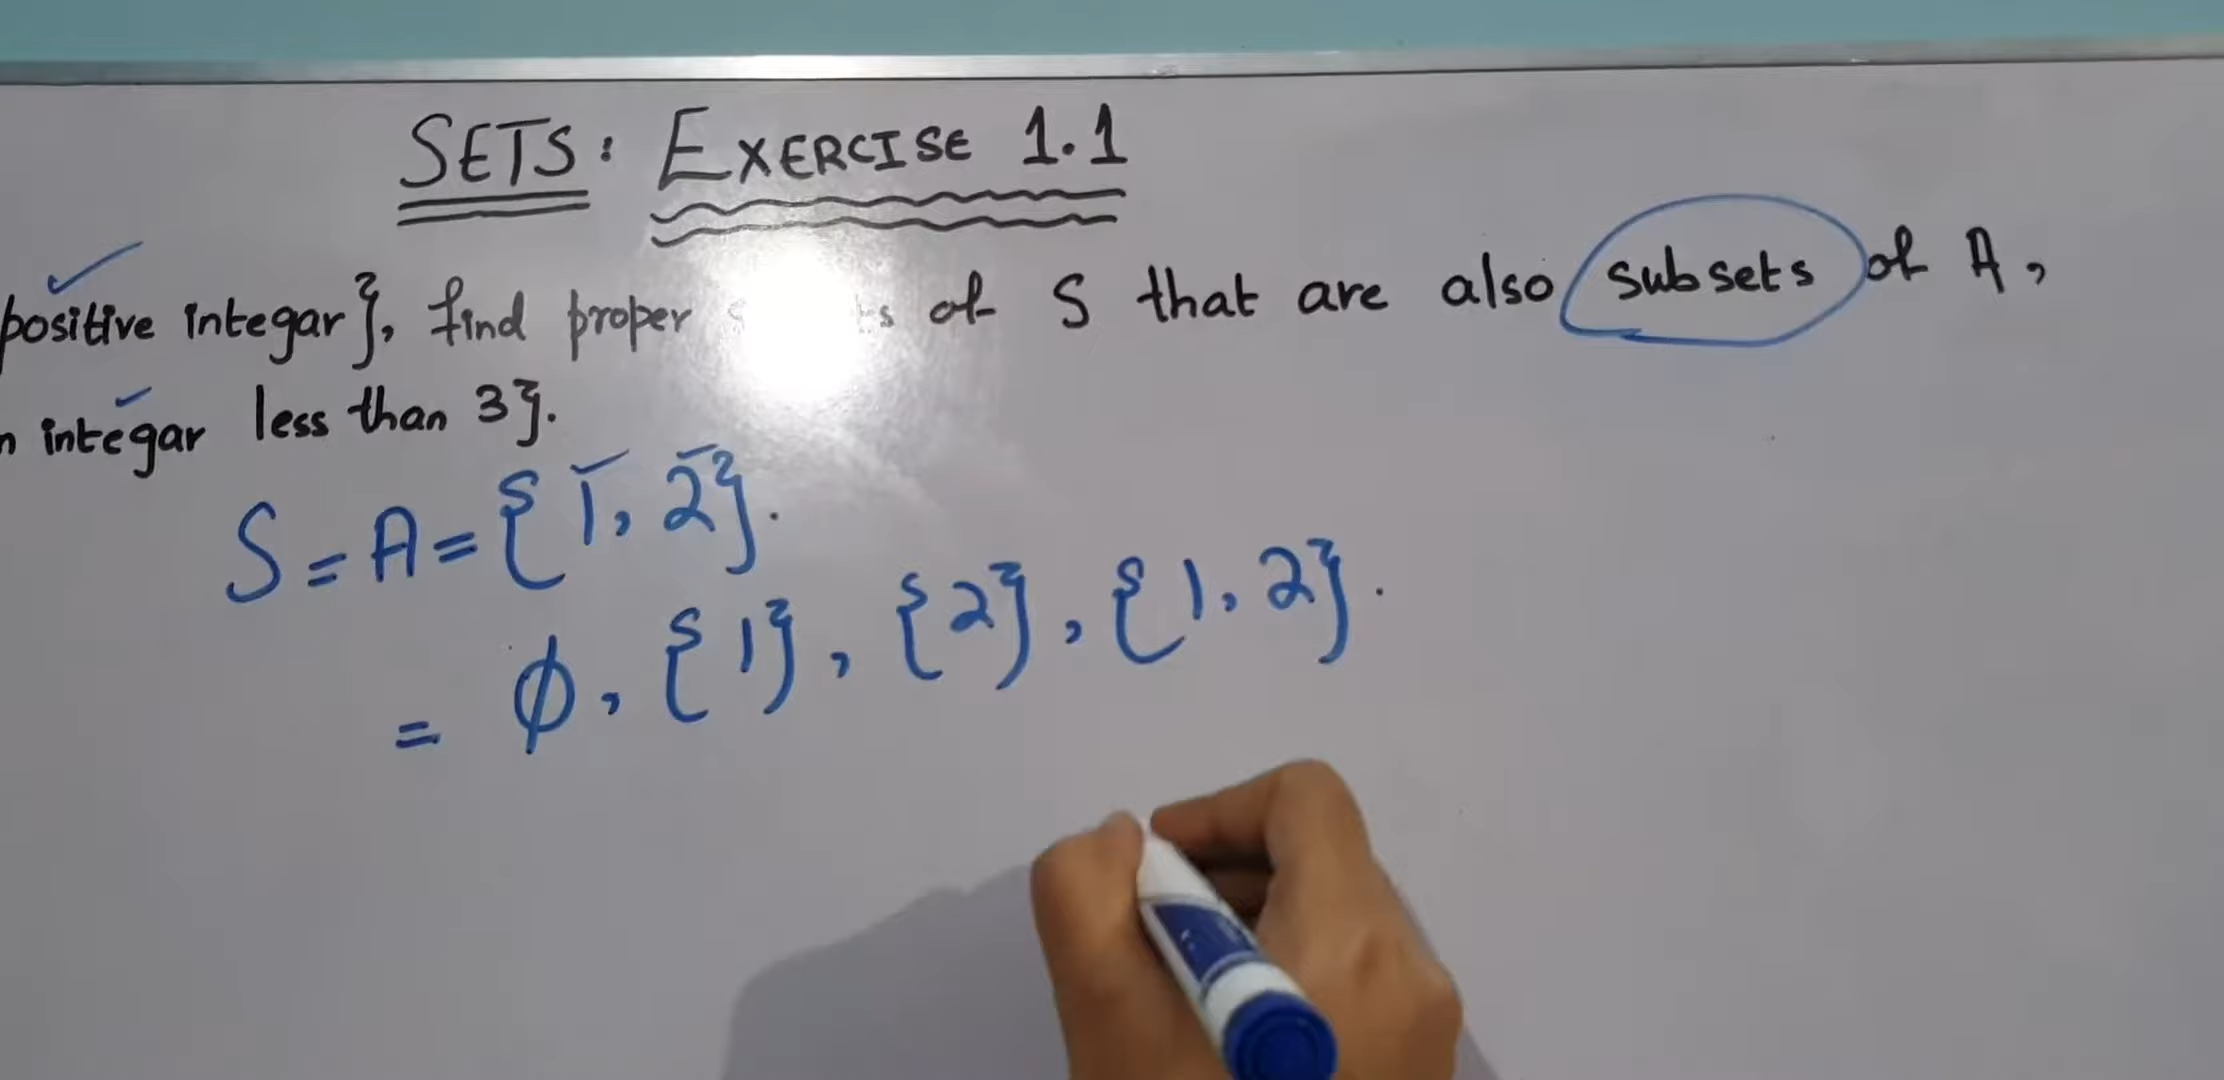 SETS: EXERCISE 1.1
positive integar}, find proper of S that are also subsets of A,
integar less than 3}.
S = A = {1, 2}.
= ϕ, {1}, {2}, {1, 2}.